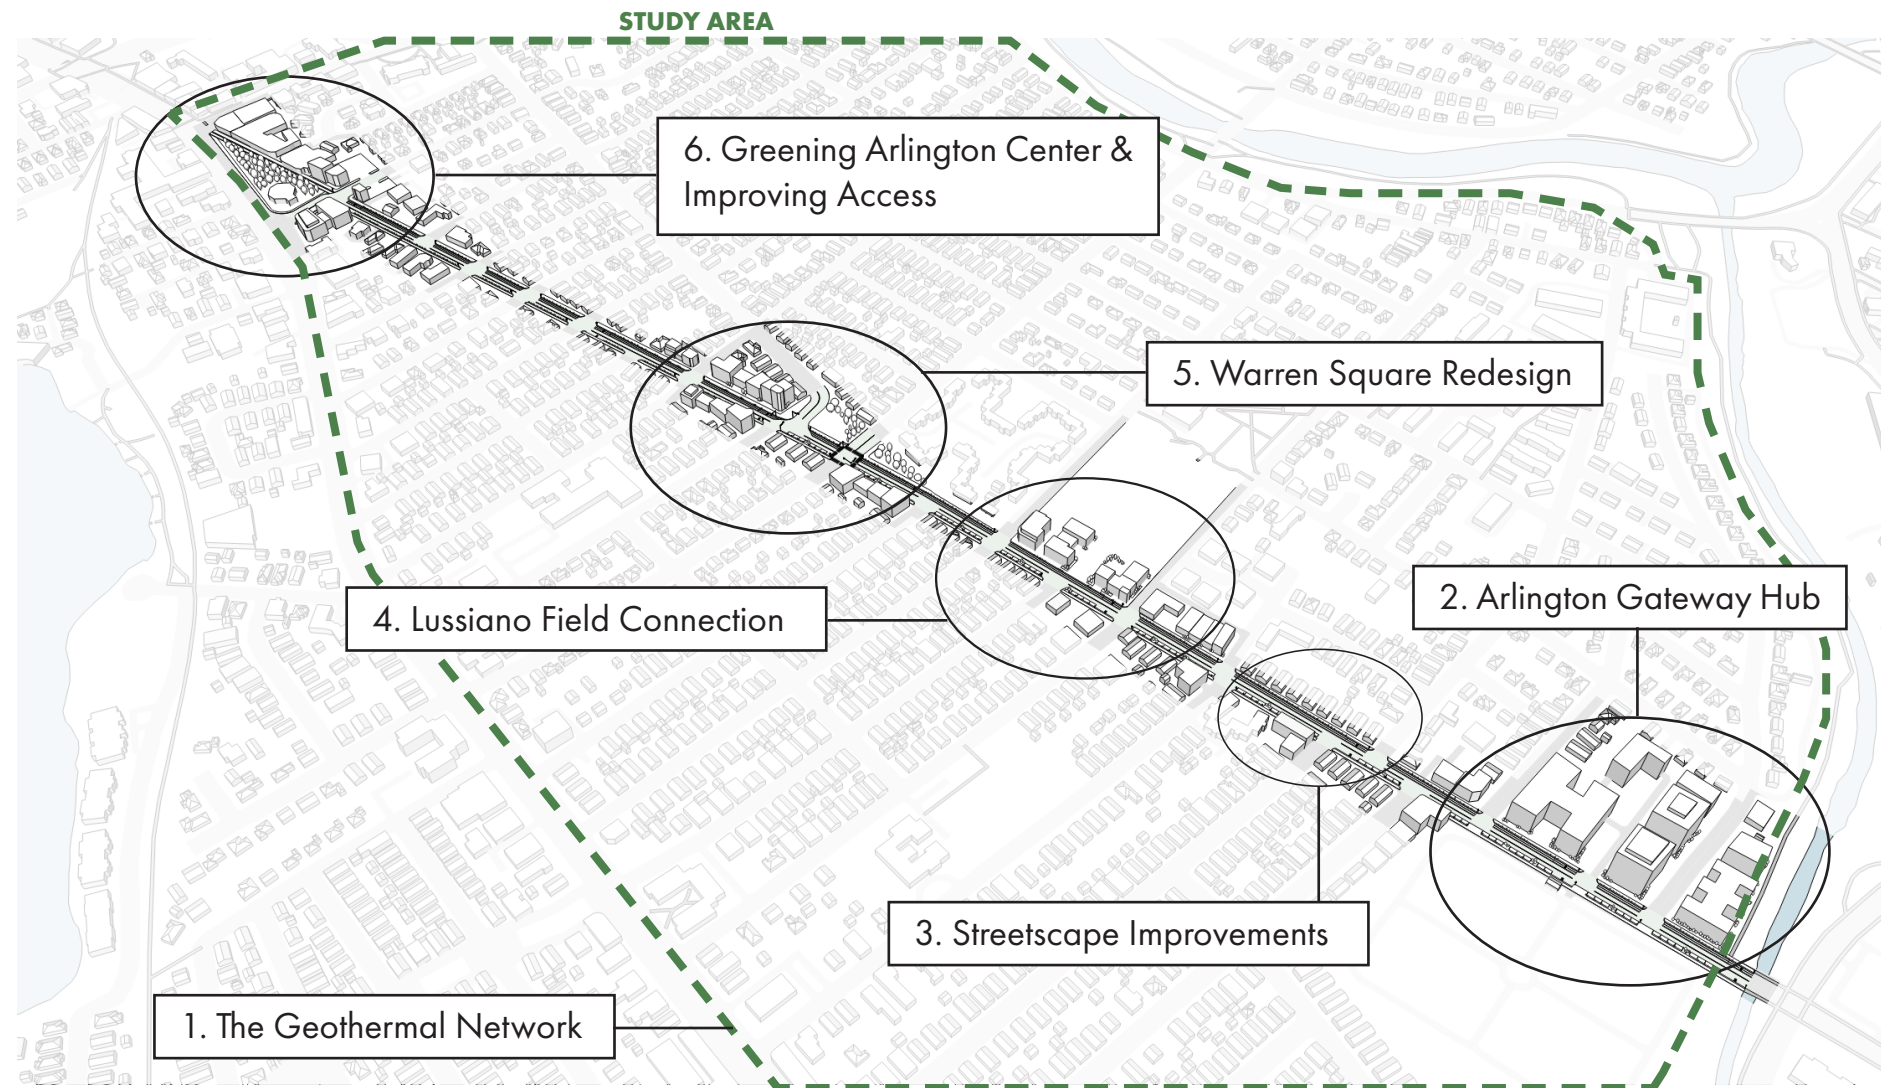 STUDY AREA
6. Greening Arlington Center &
Improving Access
5. Warren Square Redesign
2. Arlington Gateway Hub
4. Lussiano Field Connection
3. Streetscape Improvements
1. The Geothermal Network